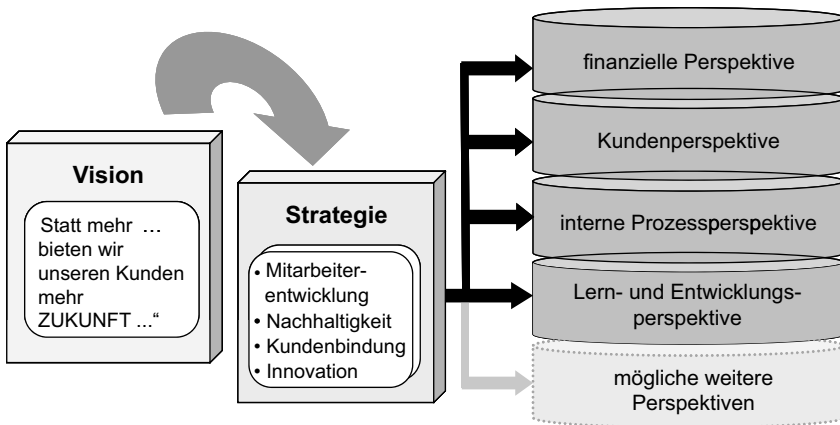 Vision
Statt mehr ...
bieten wir
unseren Kunden
mehr
ZUKUNFT ...“
Strategie
• Mitarbeiter-
entwicklung
• Nachhaltigkeit
• Kundenbindung
• Innovation
finanzielle Perspektive
Kundenperspektive
interne Prozessperspektive
Lern- und Entwicklungs-
perspektive
mögliche weitere
Perspektiven